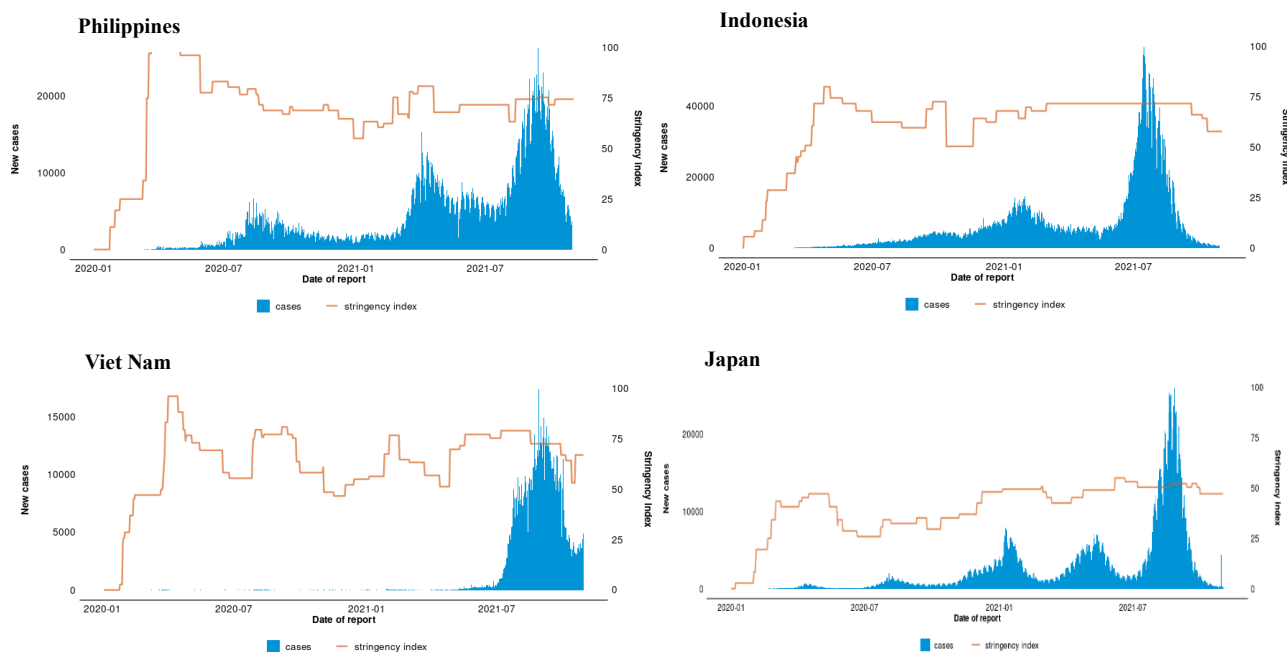 Philippines
100
20000
75
New cases
Stringency Index
50
10000
25
0
0
2020-01
2020-07
2021-01
2021-07
Date of report
cases
stringency index
Indonesia
100
40000
75
New cases
Stringency Index
50
20000
25
0
0
2020-01
2020-07
2021-01
2021-07
Date of report
cases
stringency index
Viet Nam
100
15000
75
New cases
Stringency Index
10000
50
5000
25
0
0
2020-01
2020-07
2021-01
2021-07
Date of report
cases
stringency index
Japan
100
20000
75
New cases
Stringency Index
50
10000
25
0
0
2020-01
2020-07
2021-01
2021-07
Date of report
cases
stringency index